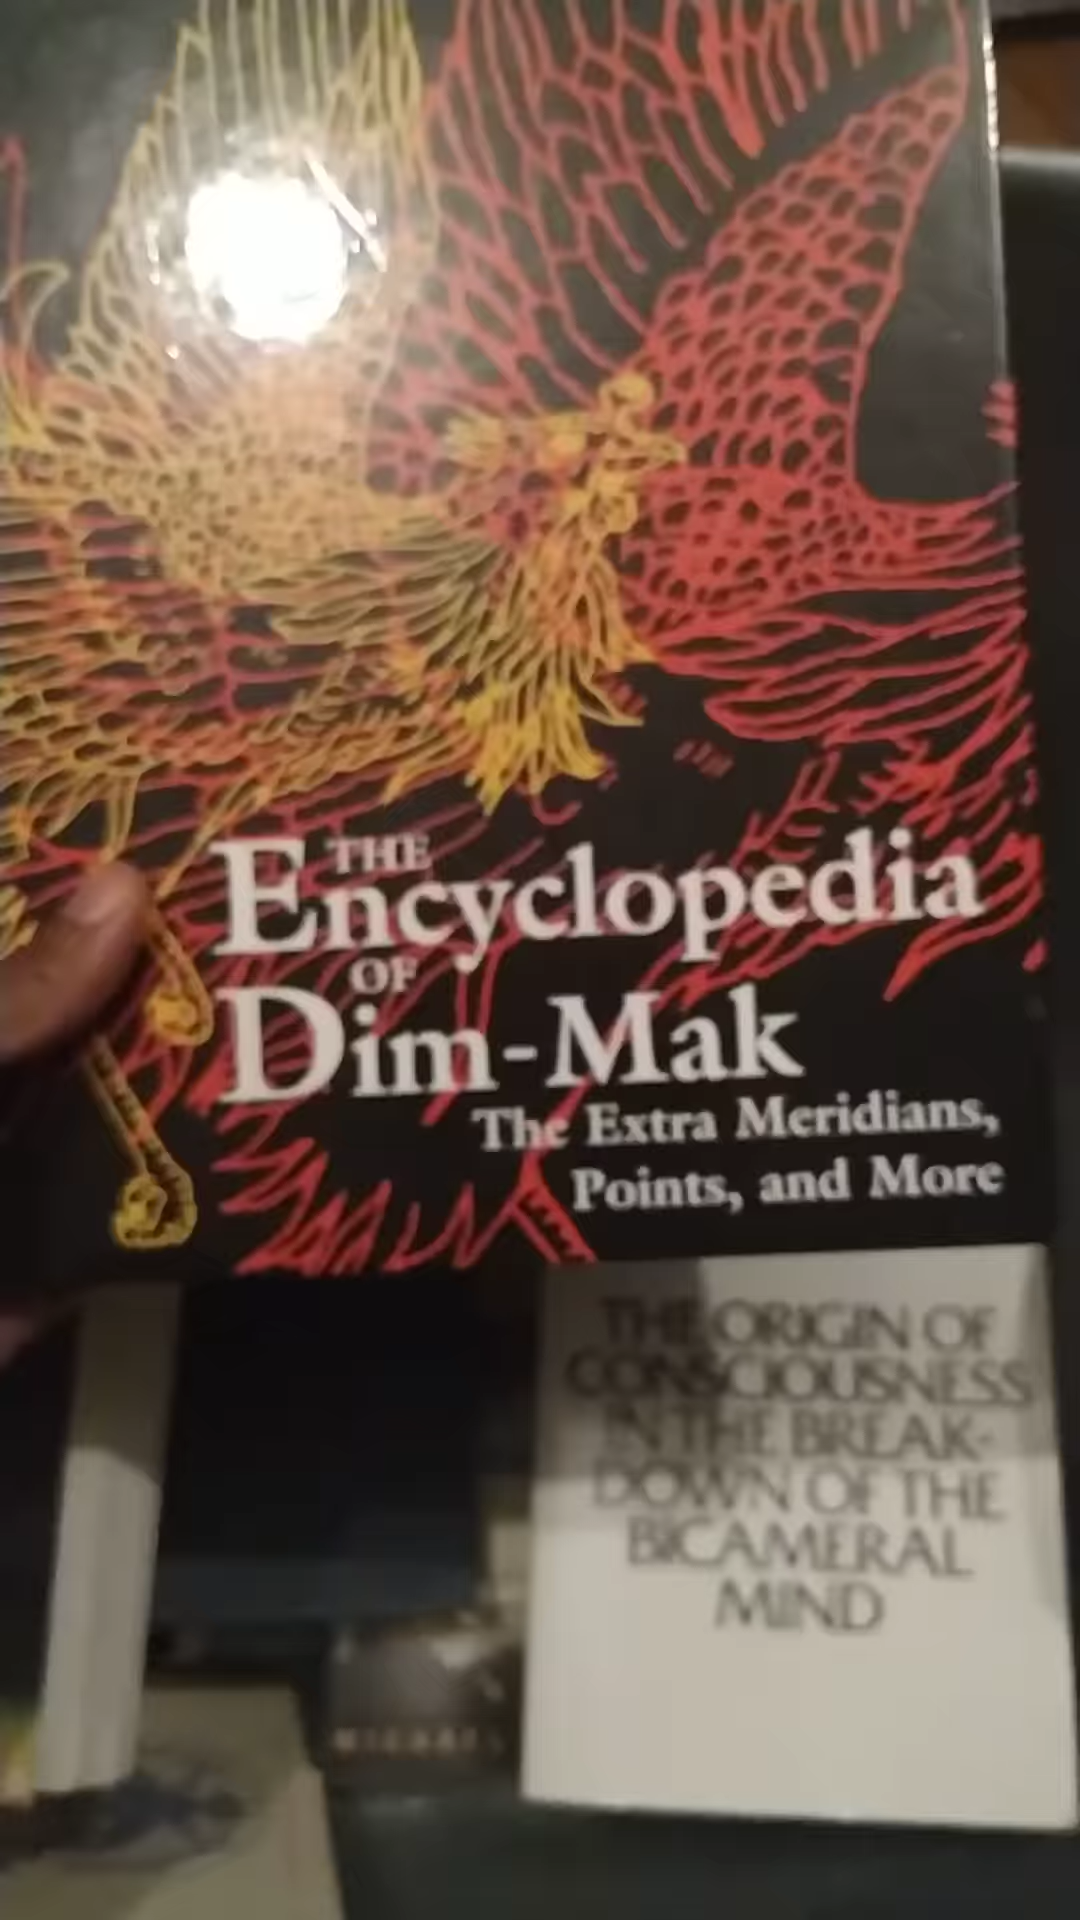 THE
Encyclopedia
OF
Dim-Mak
The Extra Meridians,
Points, and More
THE ORIGIN OF
CONSCIOUSNESS
IN THE BREAK-
DOWN OF THE
BICAMERAL
MIND